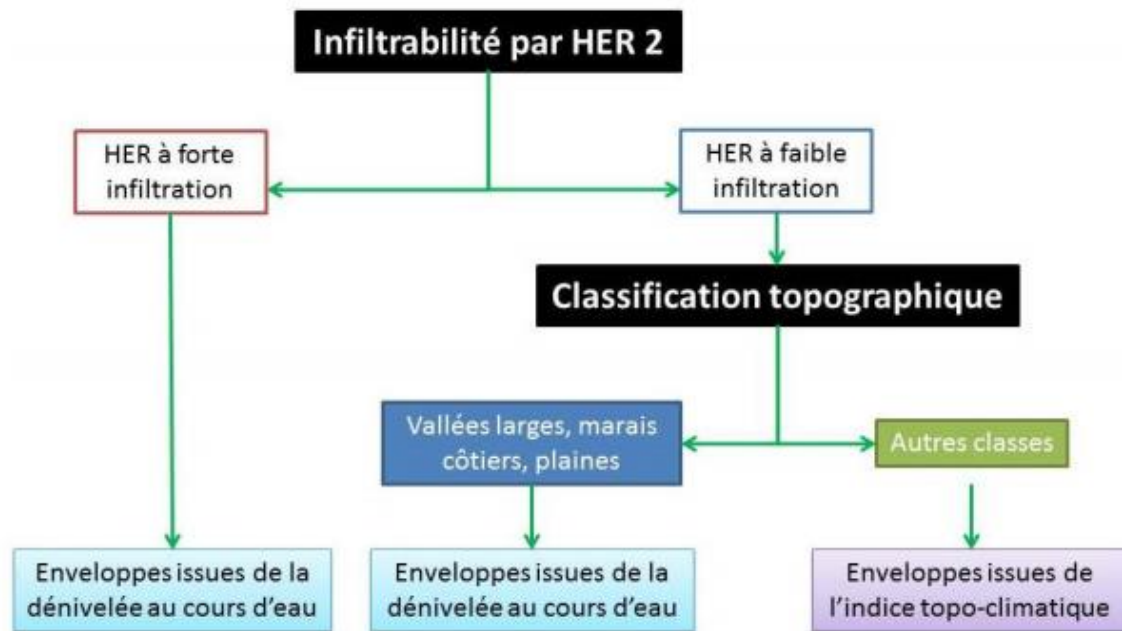 Infiltrabilité par HER 2
HER à forte
infiltration
HER à faible
infiltration
Classification topographique
Vallées larges, marais
côtiers, plaines
Autres classes
Enveloppes issues de la
dénivelée au cours d'eau
Enveloppes issues de la
dénivelée au cours d'eau
Enveloppes issues de
l'indice topo-climatique